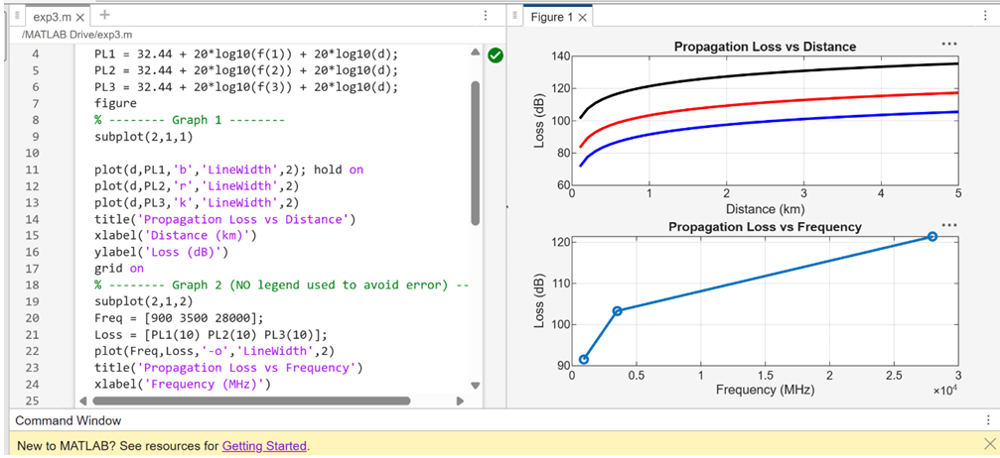 exp3.m
/MATLAB Drive/exp3.m
4 PL1 = 32.44 + 20*log10(f(1)) + 20*log10(d);
5 PL2 = 32.44 + 20*log10(f(2)) + 20*log10(d);
6 PL3 = 32.44 + 20*log10(f(3)) + 20*log10(d);
7 figure
8 % -------- Graph 1 --------
9 subplot(2,1,1)
10
11 plot(d,PL1,'b','LineWidth',2); hold on
12 plot(d,PL2,'r','LineWidth',2)
13 plot(d,PL3,'k','LineWidth',2)
14 title('Propagation Loss vs Distance')
15 xlabel('Distance (km)')
16 ylabel('Loss (dB)')
17 grid on
18 % -------- Graph 2 (NO legend used to avoid error) --
19 subplot(2,1,2)
20 Freq = [900 3500 28000];
21 Loss = [PL1(10) PL2(10) PL3(10)];
22 plot(Freq,Loss,'-o','LineWidth',2)
23 title('Propagation Loss vs Frequency')
24 xlabel('Frequency (MHz)')
25
Figure 1
Propagation Loss vs Distance
Loss (dB)
140
120
100
80
60
0 1 2 3 4 5
Distance (km)
Propagation Loss vs Frequency
Loss (dB)
120
110
100
90
0 0.5 1 1.5 2 2.5 3
Frequency (MHz)
×10⁴
Command Window
New to MATLAB? See resources for Getting Started.